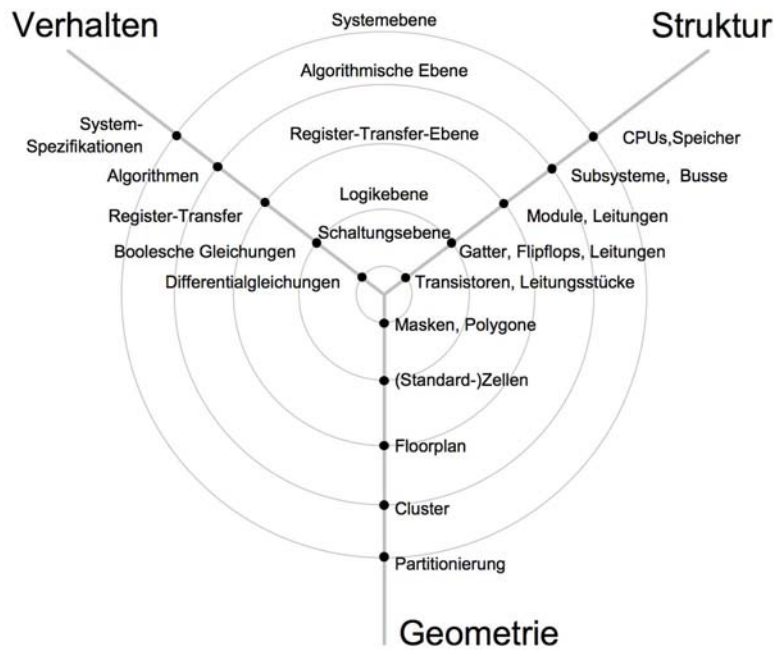 Verhalten
Struktur
Systemebene
Algorithmische Ebene
Register-Transfer-Ebene
Logikebene
Schaltungsebene
System-
Spezifikationen
Algorithmen
Register-Transfer
Boolesche Gleichungen
Differentialgleichungen
CPUs,Speicher
Subsysteme, Busse
Module, Leitungen
Gatter, Flipflops, Leitungen
Transistoren, Leitungsstücke
Masken, Polygone
(Standard-)Zellen
Floorplan
Cluster
Partitionierung
Geometrie